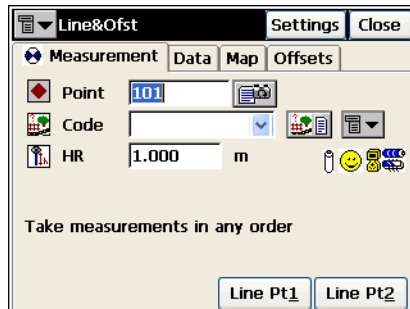 Line&Ofst Settings Close
Measurement Data Map Offsets
Point 101
Code
HR 1.000 m
Take measurements in any order
Line Pt1 Line Pt2